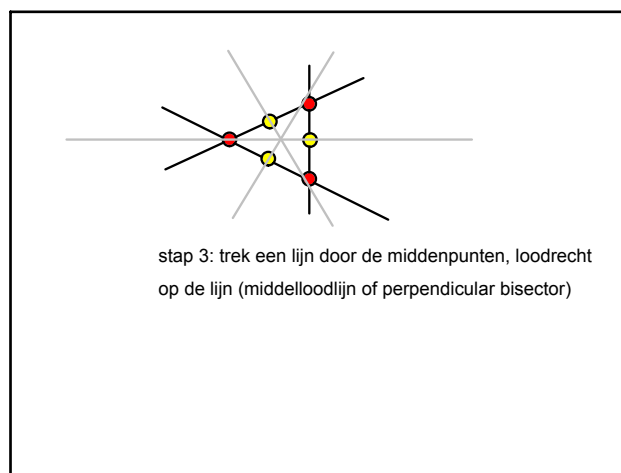 stap 3: trek een lijn door de middenpunten, loodrecht
op de lijn (middelloodlijn of perpendicular bisector)